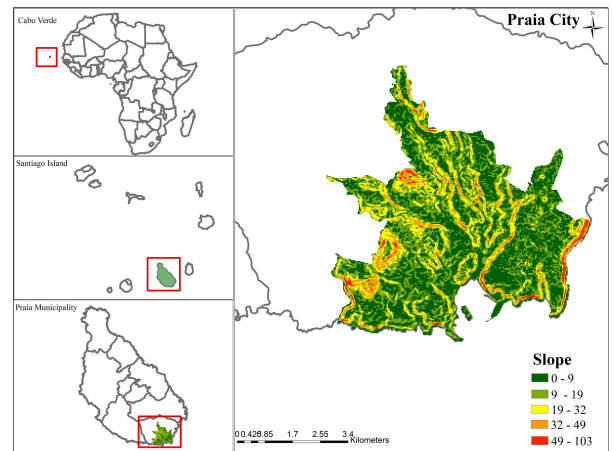 Cabo Verde
Santiago Island
Praia Municipality
Praia City
N
Slope
0 - 9
9 - 19
19 - 32
32 - 49
49 - 103
0 0.425 0.85 1.7 2.55 3.4
Kilometers